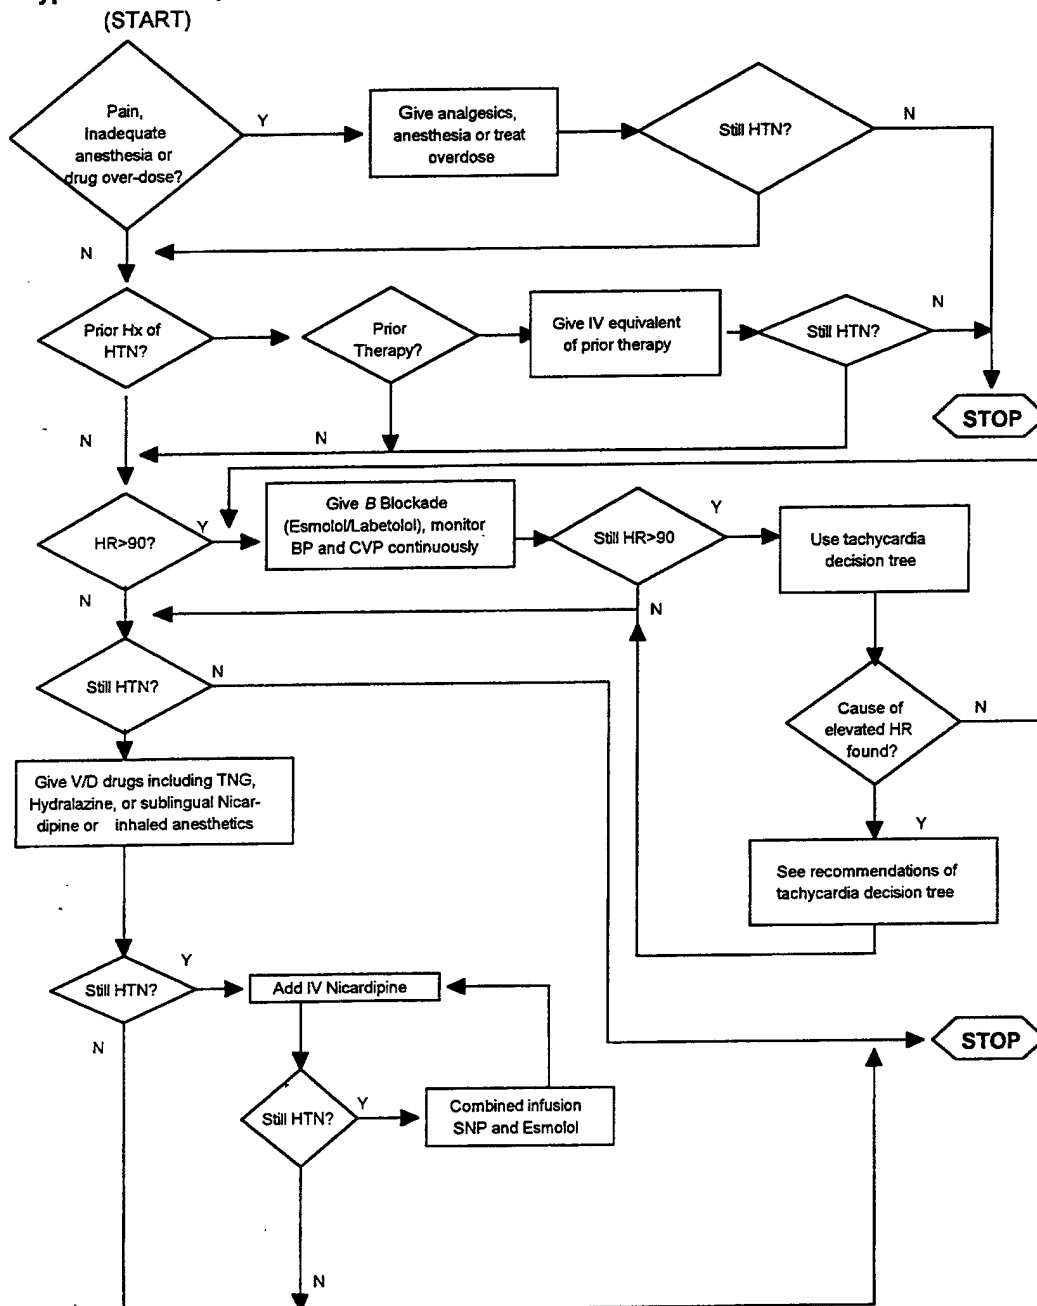 (START)
Pain,
Inadequate
anesthesia or
drug over-dose?
Y
Give analgesics,
anesthesia or treat
overdose
Still HTN?
N
N
Prior Hx of
HTN?
Prior
Therapy?
Give IV equivalent
of prior therapy
Still HTN?
N
STOP
N
N
HR>90?
Y
Give B Blockade
(Esmolol/Labetolol), monitor
BP and CVP continuously
Still HR>90
Y
Use tachycardia
decision tree
N
N
Still HTN?
N
Cause of
elevated HR
found?
N
Give V/D drugs including TNG,
Hydralazine, or sublingual Nicar-
dipine or inhaled anesthetics
Y
See recommendations of
tachycardia decision tree
Still HTN?
Y
Add IV Nicardipine
N
STOP
Still HTN?
Y
Combined infusion
SNP and Esmolol
N